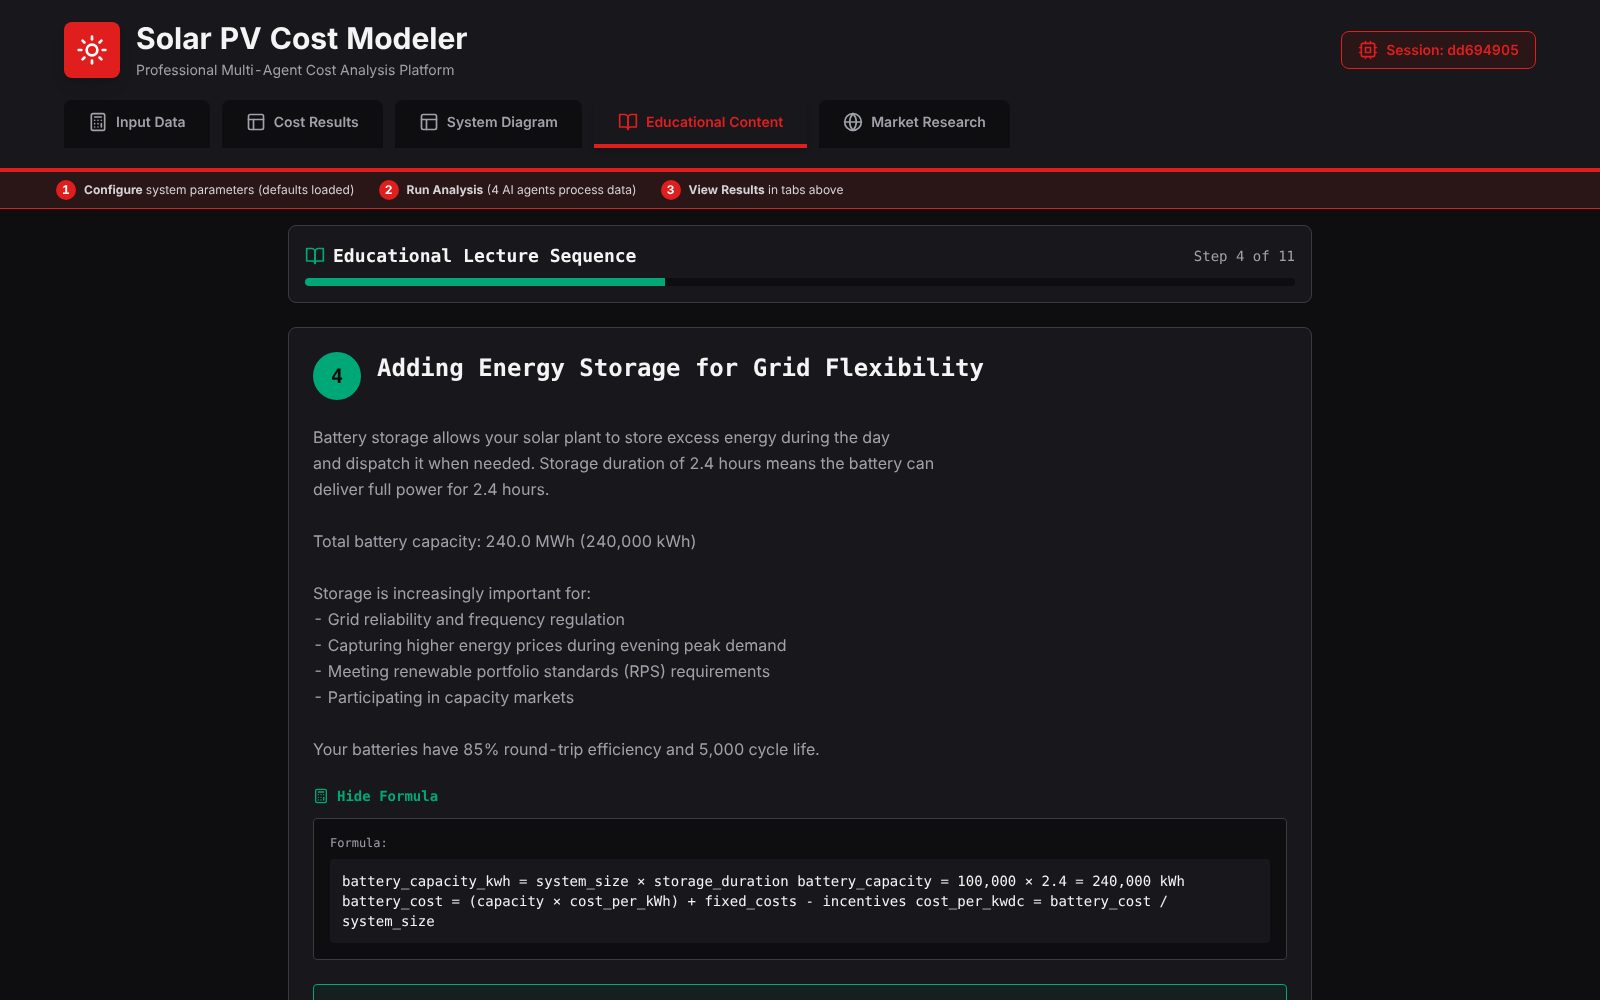 Solar PV Cost Modeler
Professional Multi-Agent Cost Analysis Platform
Session: dd694905
Input Data
Cost Results
System Diagram
Educational Content
Market Research
1 Configure system parameters (defaults loaded)
2 Run Analysis (4 AI agents process data)
3 View Results in tabs above
Educational Lecture Sequence
Step 4 of 11
4 Adding Energy Storage for Grid Flexibility
Battery storage allows your solar plant to store excess energy during the day
and dispatch it when needed. Storage duration of 2.4 hours means the battery can
deliver full power for 2.4 hours.
Total battery capacity: 240.0 MWh (240,000 kWh)
Storage is increasingly important for:
- Grid reliability and frequency regulation
- Capturing higher energy prices during evening peak demand
- Meeting renewable portfolio standards (RPS) requirements
- Participating in capacity markets
Your batteries have 85% round-trip efficiency and 5,000 cycle life.
Hide Formula
Formula:
battery_capacity_kwh = system_size × storage_duration battery_capacity = 100,000 × 2.4 = 240,000 kWh
battery_cost = (capacity × cost_per_kWh) + fixed_costs - incentives cost_per_kwdc = battery_cost /
system_size